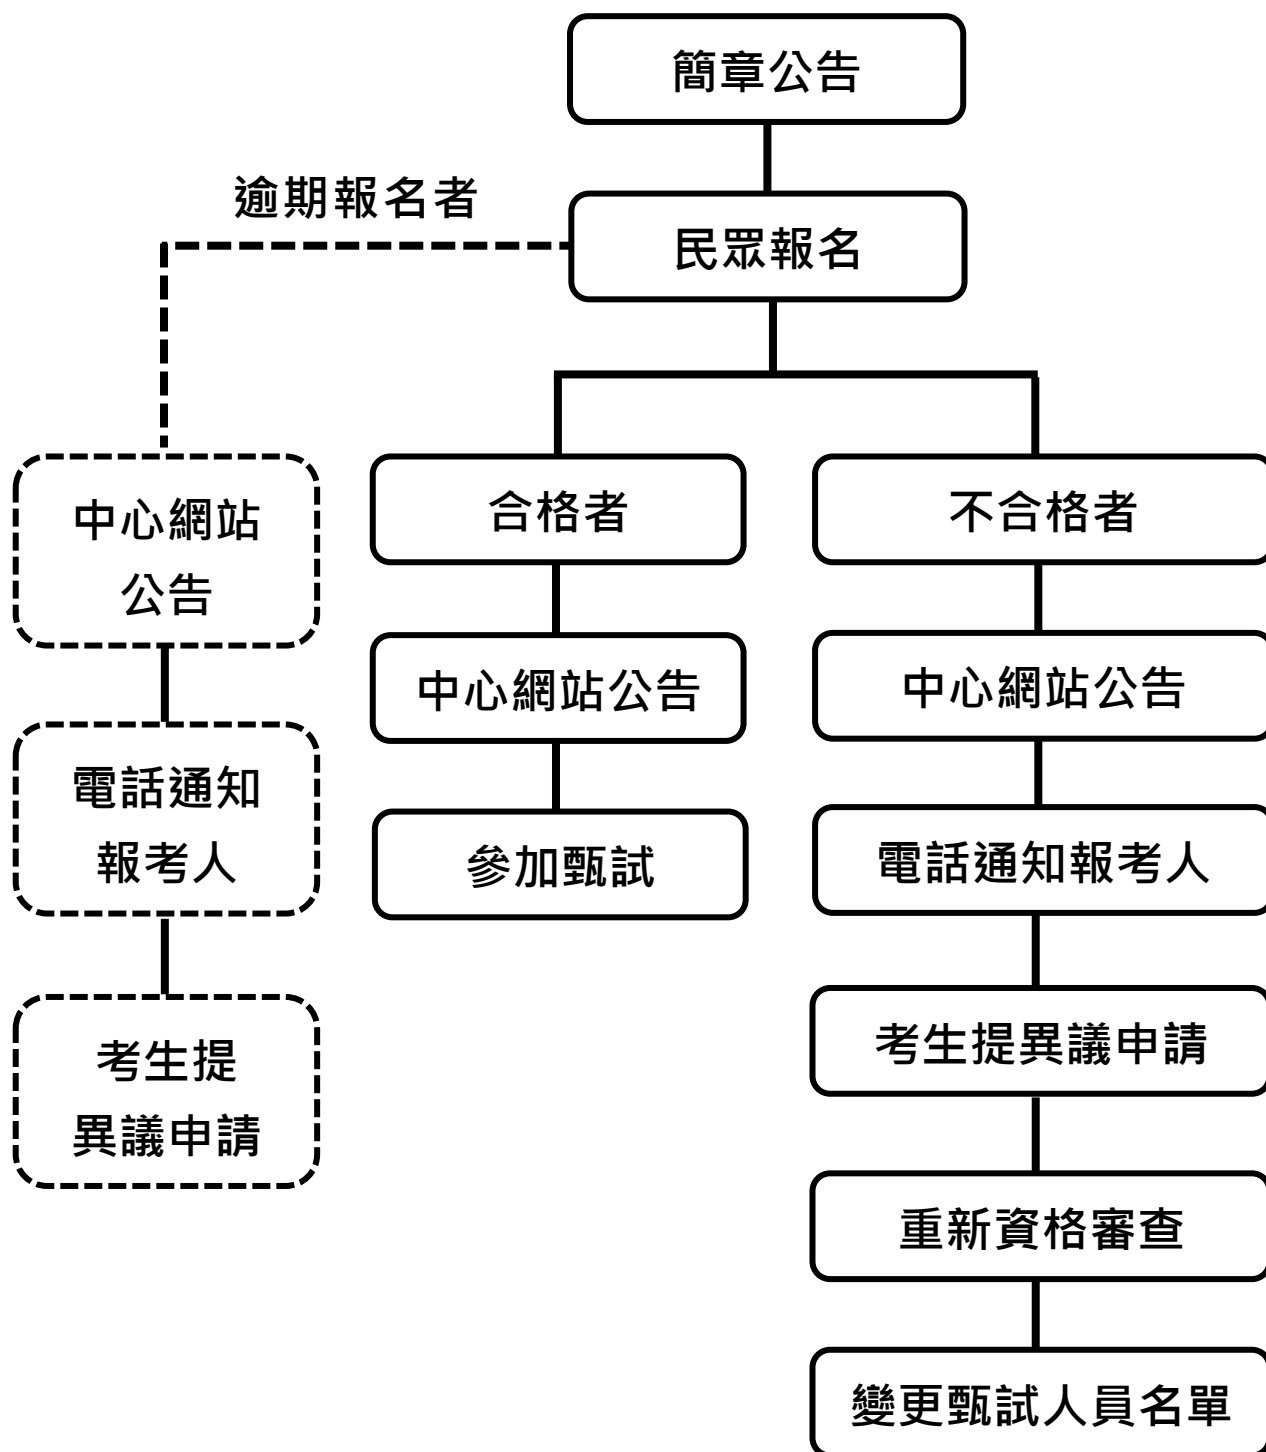 簡章公告
逾期報名者
民眾報名
中心網站
公告
電話通知
報考人
考生提
異議申請
合格者
中心網站公告
參加甄試
不合格者
中心網站公告
電話通知報考人
考生提異議申請
重新資格審查
變更甄試人員名單